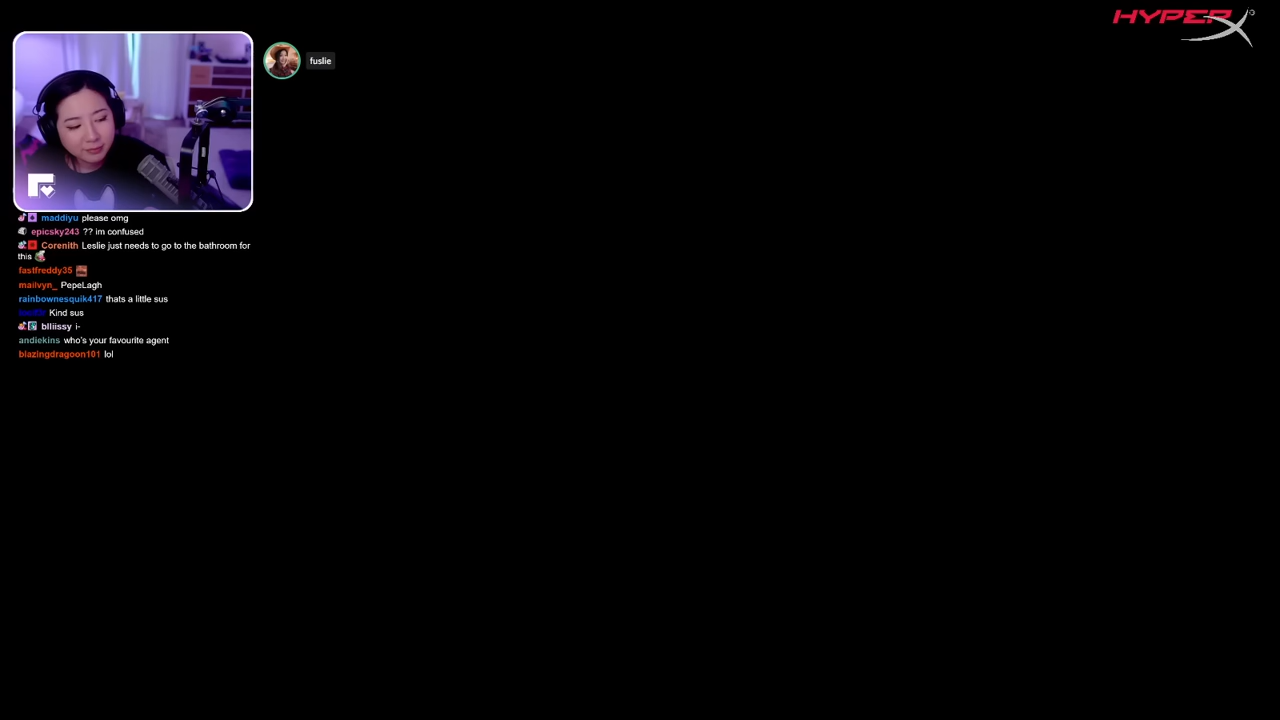 HYPERX
fuslie
maddiyu please omg
epicsky243 ?? im confused
Corenith Leslie just needs to go to the bathroom for
this
fastfreddy35
mailvyn_ PepeLagh
rainbownesquik417 thats a little sus
Kind sus
blliissy i-
andiekins who's your favourite agent
blazingdragoon101 lol